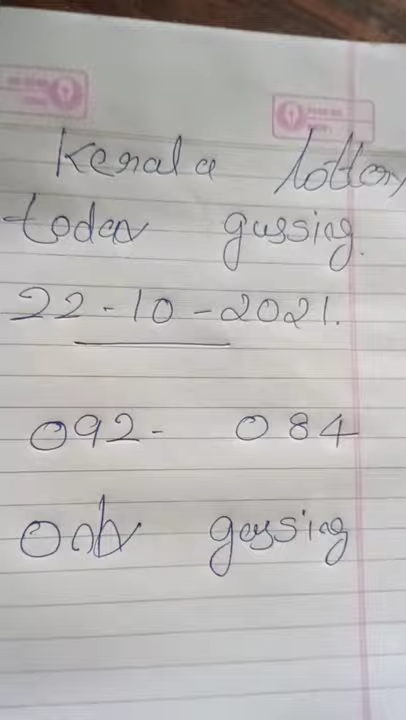 Kerala lottery
today gussing.
22-10-2021.
092- 084
only gussing